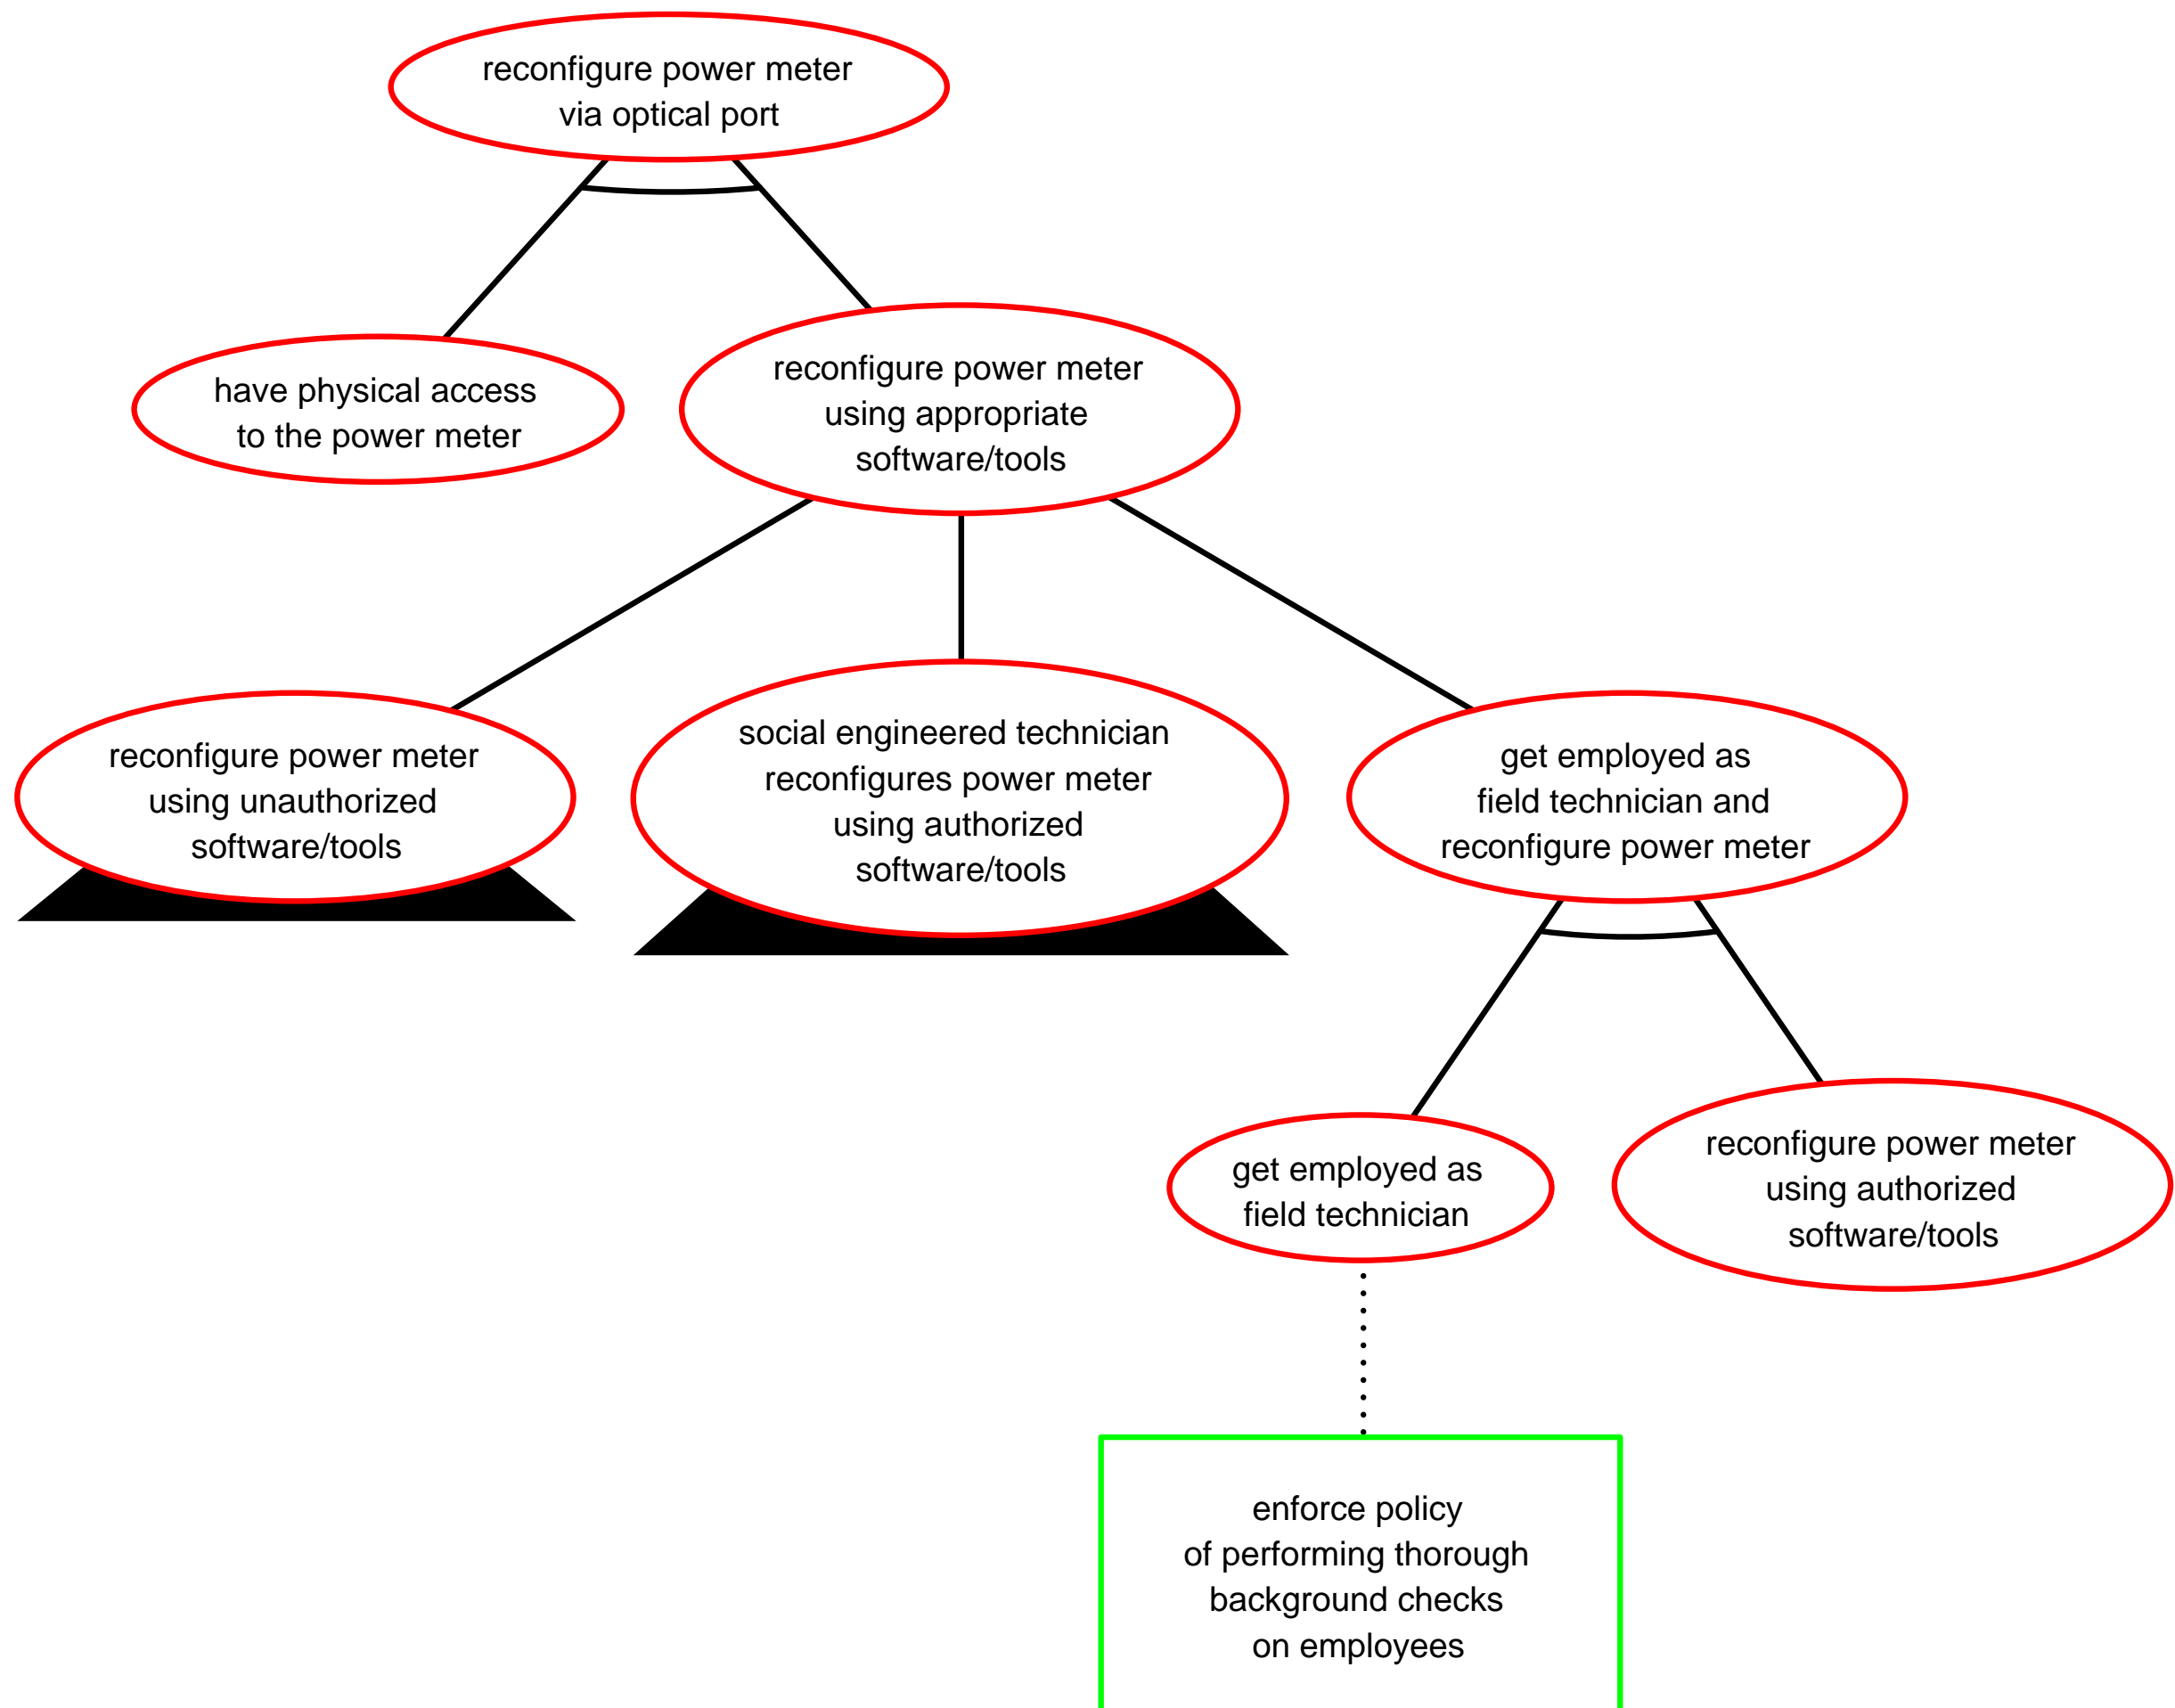 reconfigure power meter
via optical port
have physical access
to the power meter
reconfigure power meter
using appropriate
software/tools
reconfigure power meter
using unauthorized
software/tools
social engineered technician
reconfigures power meter
using authorized
software/tools
get employed as
field technician and
reconfigure power meter
get employed as
field technician
reconfigure power meter
using authorized
software/tools
enforce policy
of performing thorough
background checks
on employees